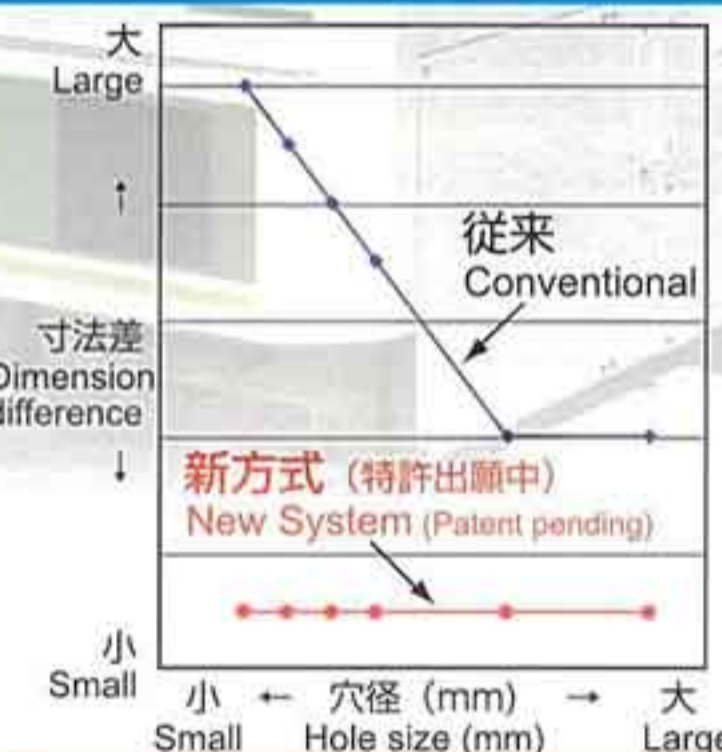 大
Large
↑
従来
Conventional
寸法差
Dimension
difference
↓
新方式（特許出願中）
New System (Patent pending)
小
Small
小 ← 穴径（mm） → 大
Small Hole size (mm) Large